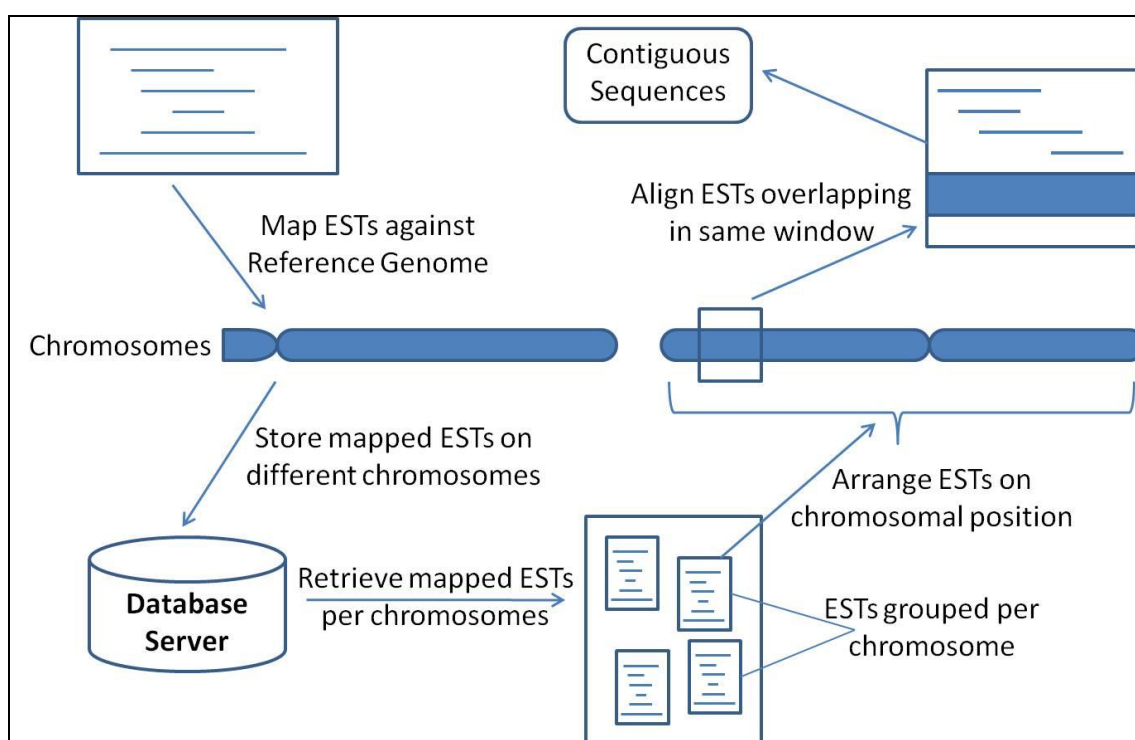 Contiguous
Sequences
Align ESTs overlapping
in same window
Map ESTs against
Reference Genome
Chromosomes
Store mapped ESTs on
different chromosomes
Arrange ESTs on
chromosomal position
Database
Server
Retrieve mapped ESTs
per chromosomes
ESTs grouped per
chromosome